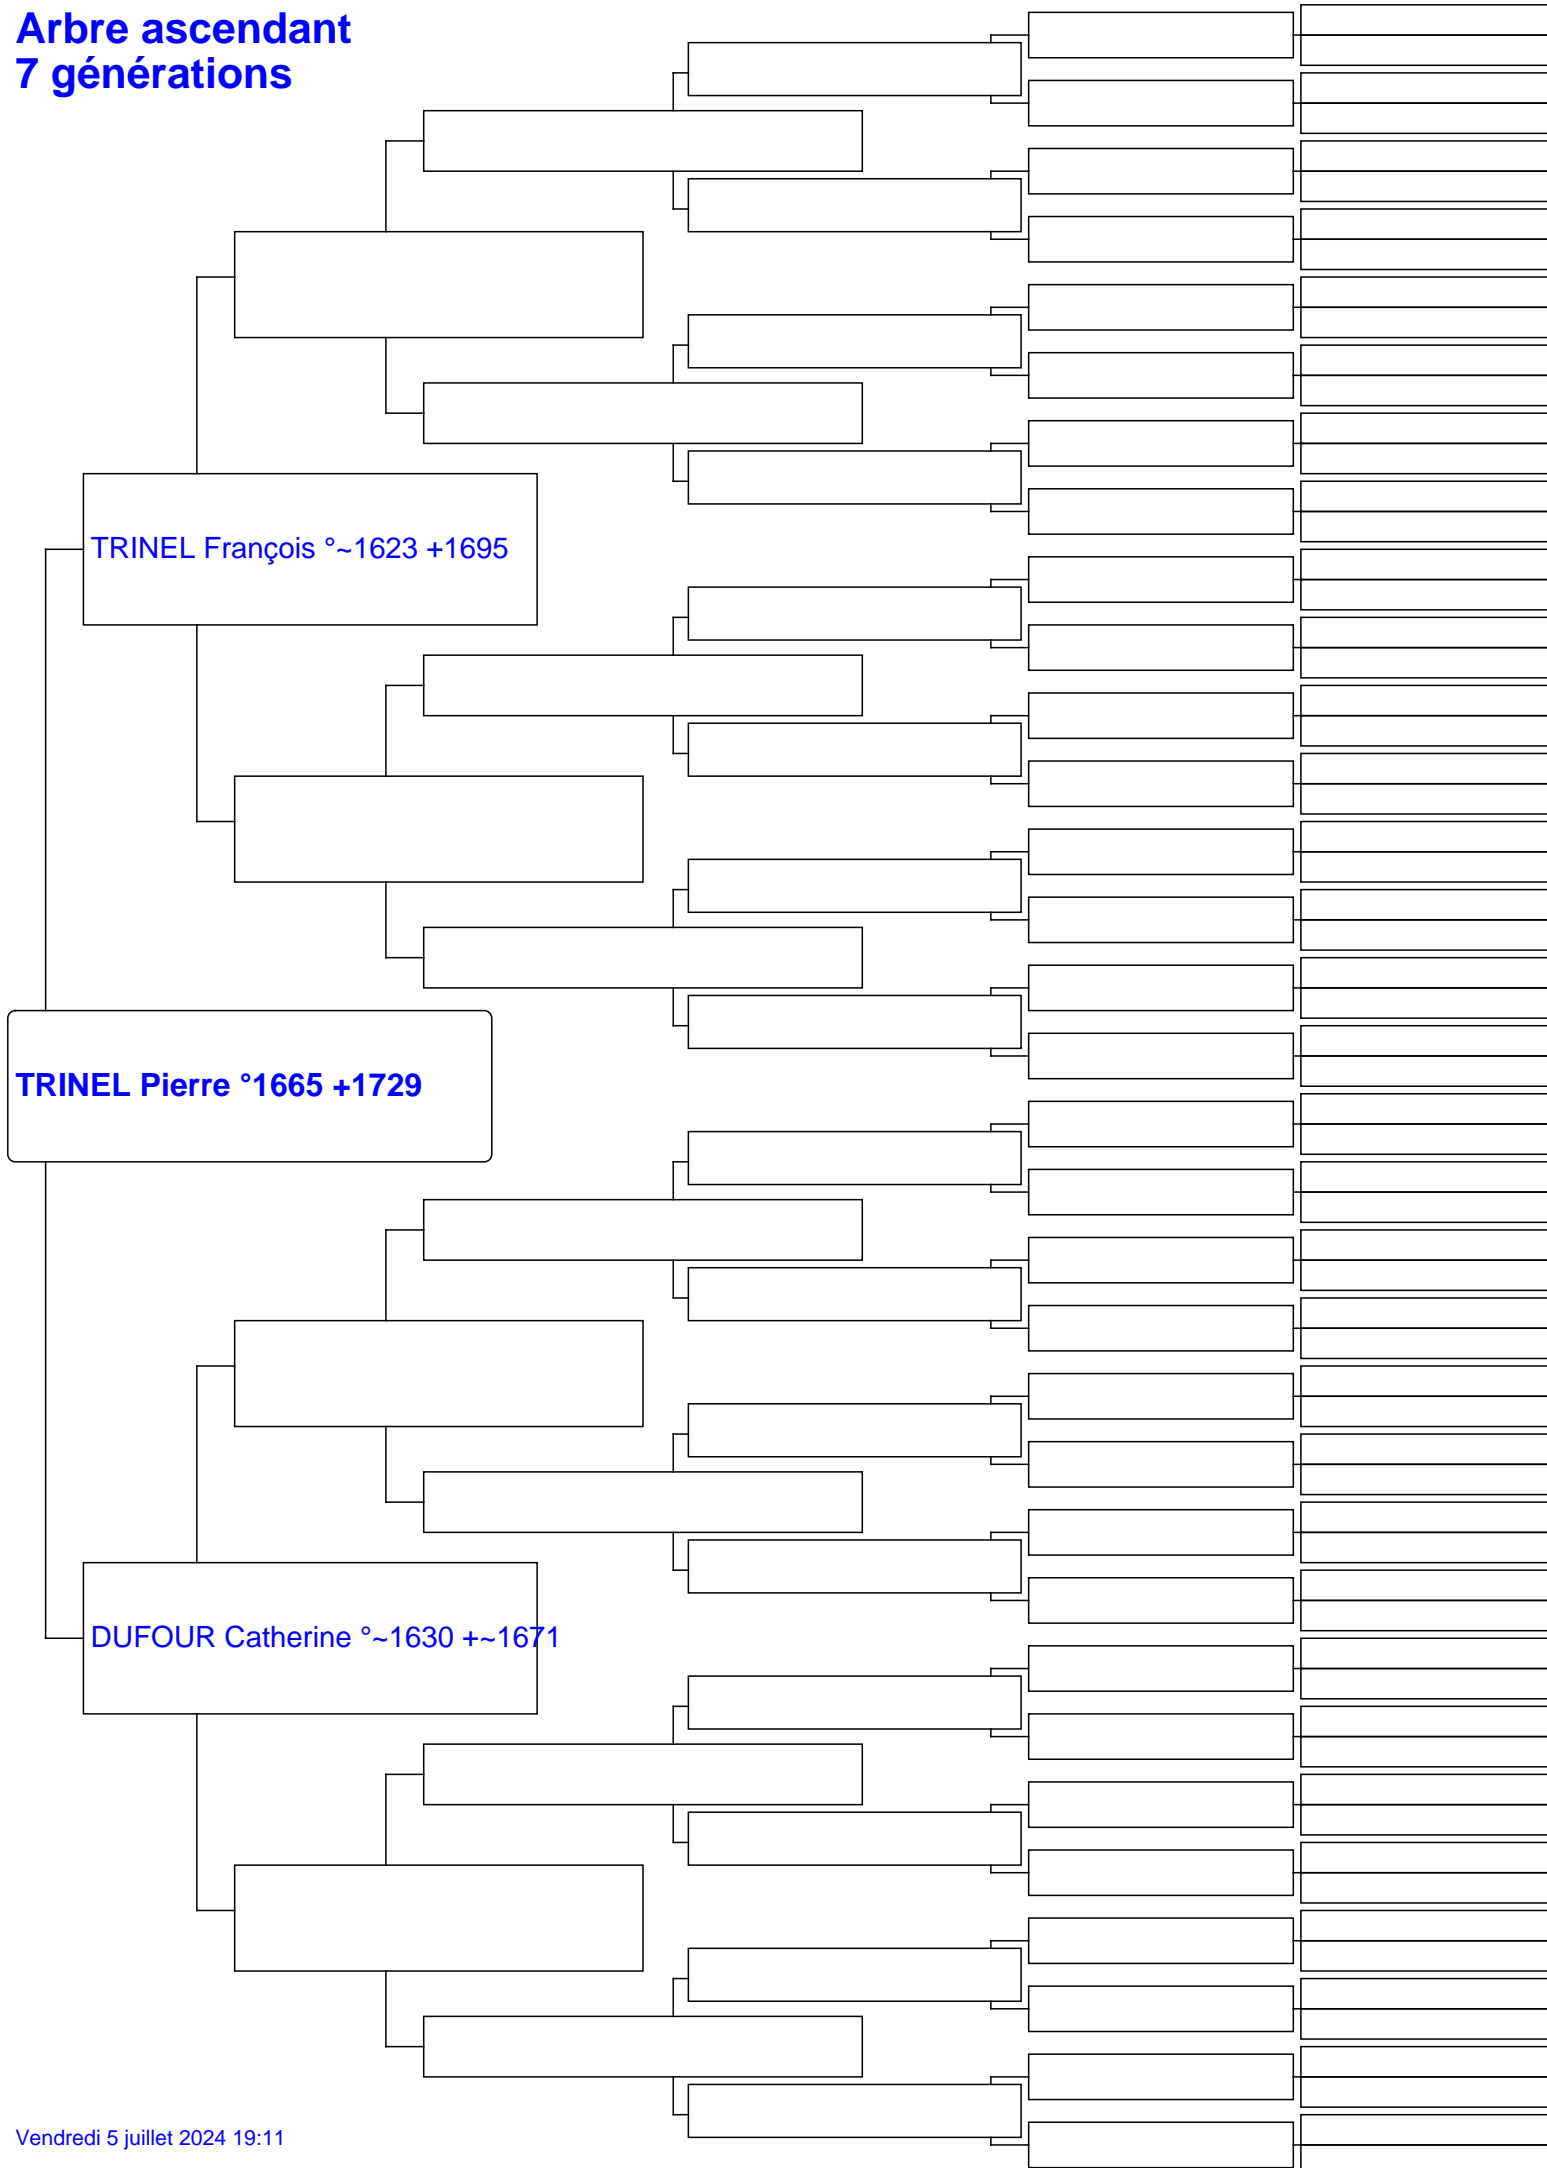 Arbre ascendant
7 générations
TRINEL François °~1623 +1695
TRINEL Pierre °1665 +1729
DUFOUR Catherine °~1630 +~1671
Vendredi 5 juillet 2024 19:11